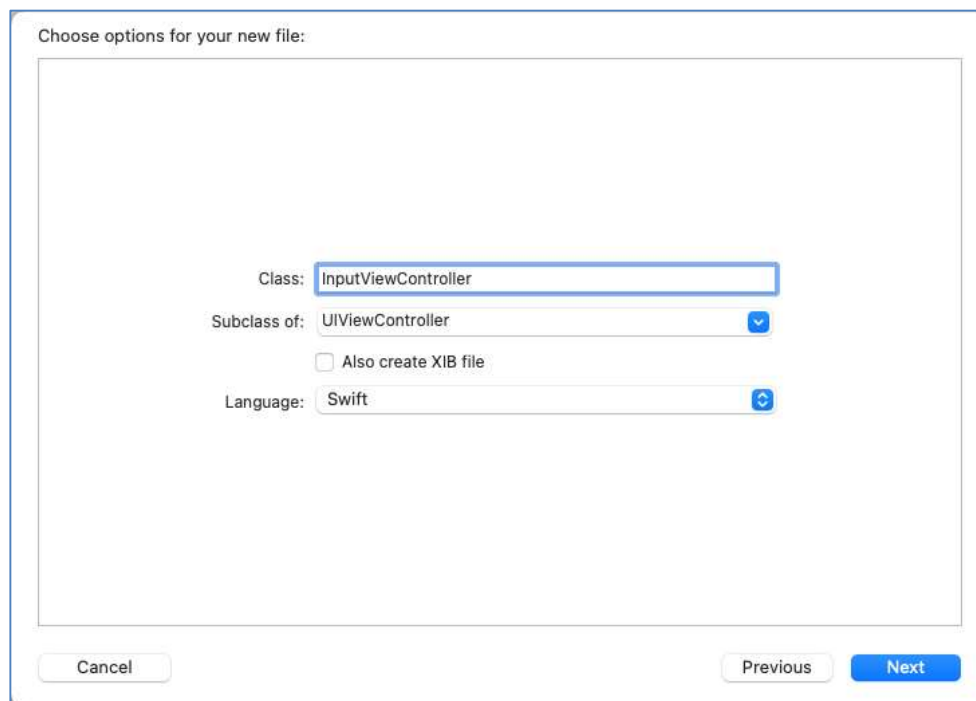 Choose options for your new file:
Class: InputViewController
Subclass of: UIViewController
Also create XIB file
Language: Swift
Cancel Previous Next